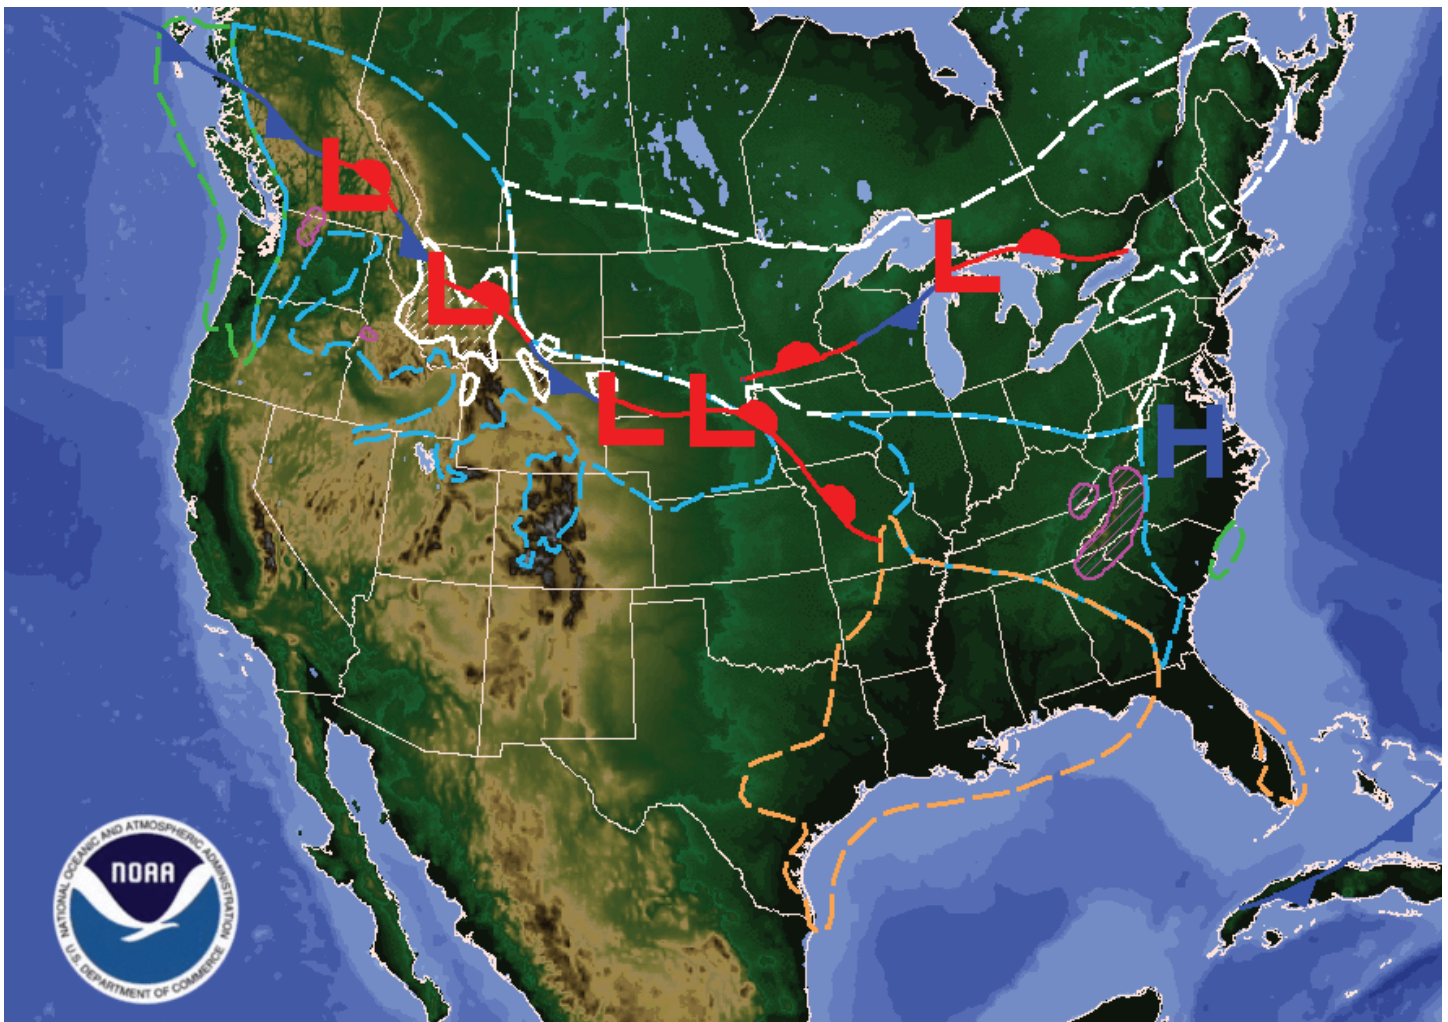 L
L
L
H
L
L
H
NATIONAL OCEANIC AND ATMOSPHERIC ADMINISTRATION
NOAA
U.S. DEPARTMENT OF COMMERCE